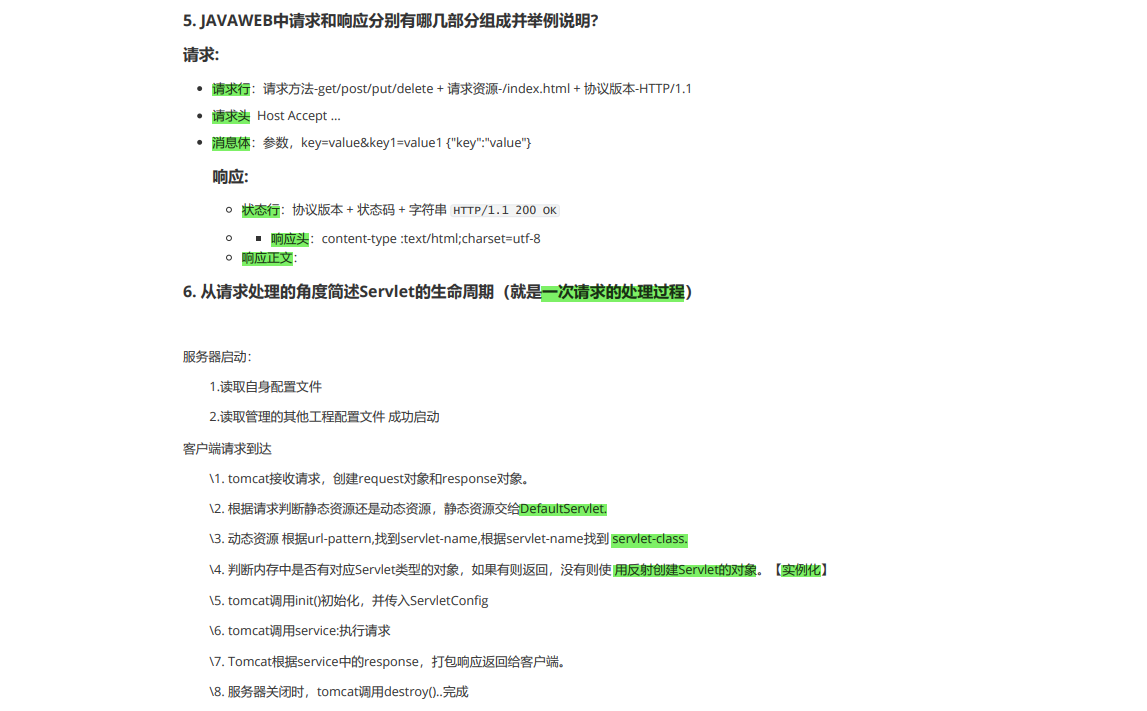 5. JAVAWEB中请求和响应分别有哪几部分组成并举例说明?
请求:
请求行：请求方法-get/post/put/delete + 请求资源-/index.html + 协议版本-HTTP/1.1
请求头 Host Accept ...
消息体：参数，key=value&key1=value1 {"key":"value"}
响应:
状态行：协议版本 + 状态码 + 字符串 HTTP/1.1 200 OK
响应头：content-type :text/html;charset=utf-8
响应正文：
6. 从请求处理的角度简述Servlet的生命周期（就是一次请求的处理过程）
服务器启动：
1.读取自身配置文件
2.读取管理的其他工程配置文件 成功启动
客户端请求到达
\1. tomcat接收请求，创建request对象和response对象。
\2. 根据请求判断静态资源还是动态资源，静态资源交给DefaultServlet.
\3. 动态资源 根据url-pattern,找到servlet-name,根据servlet-name找到 servlet-class.
\4. 判断内存中是否有对应Servlet类型的对象，如果有则返回，没有则使 用反射创建Servlet的对象。【实例化】
\5. tomcat调用init()初始化，并传入ServletConfig
\6. tomcat调用service:执行请求
\7. Tomcat根据service中的response，打包响应返回给客户端。
\8. 服务器关闭时，tomcat调用destroy()..完成